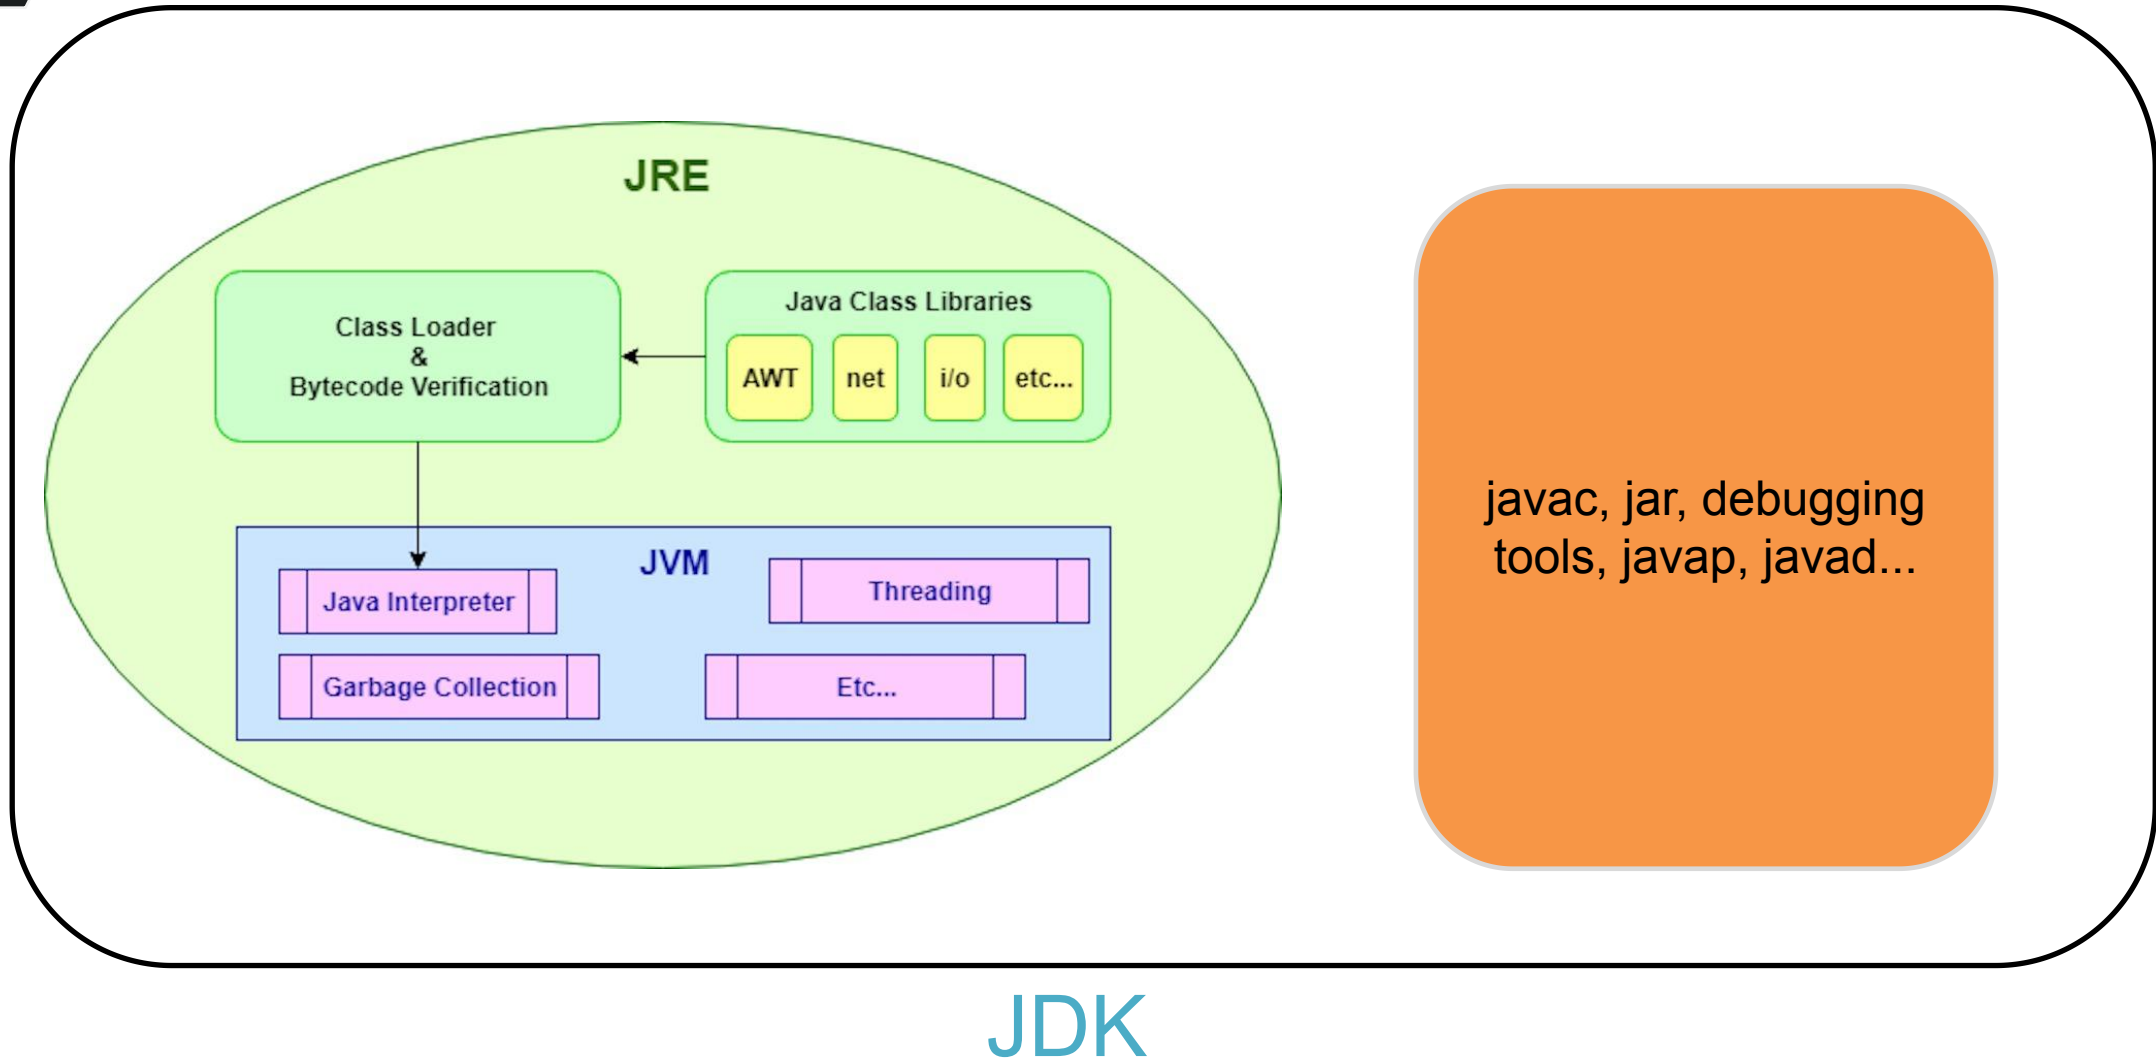 JRE
Class Loader
&
Bytecode Verification
Java Class Libraries
AWT
net
i/o
etc...
JVM
Java Interpreter
Threading
Garbage Collection
Etc...
javac, jar, debugging
tools, javap, javad...
JDK